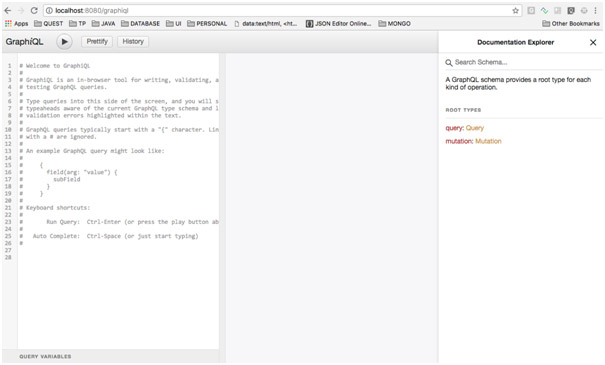 localhost:8080/graphiql
Apps QUEST TP JAVA DATABASE UI PERSONAL data:text/html, <ht... JSON Editor Online... MONGO Other Bookmarks
GraphiQL Prettify History
Documentation Explorer
Search Schema...
A GraphQL schema provides a root type for each
kind of operation.
ROOT TYPES
query: Query
mutation: Mutation
1 # Welcome to GraphiQL
2 #
3 # GraphiQL is an in-browser tool for writing, validating, a
4 # testing GraphQL queries.
5 #
6 # Type queries into this side of the screen, and you will s
7 # typeaheads aware of the current GraphQL type schema and l
8 # validation errors highlighted within the text.
9 #
10 # GraphQL queries typically start with a "{" character. Lin
11 # with a # are ignored.
12 #
13 # An example GraphQL query might look like:
14 #
15 # {
16 # field(arg: "value") {
17 # subField
18 # }
19 # }
20 #
21 # Keyboard shortcuts:
22 #
23 # Run Query: Ctrl-Enter (or press the play button ab
24 #
25 # Auto Complete: Ctrl-Space (or just start typing)
26 #
27
28
QUERY VARIABLES